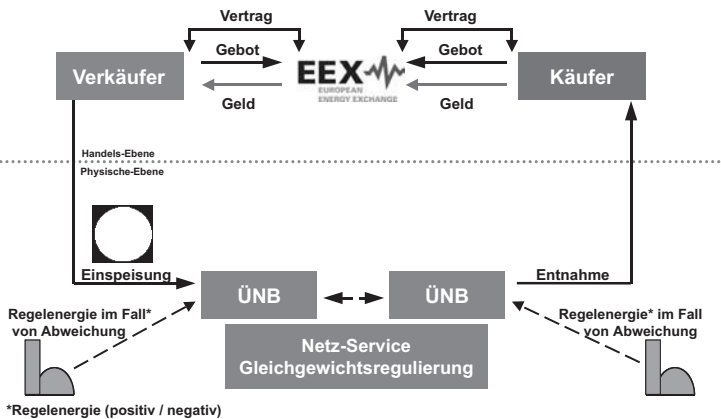 Vertrag
Vertrag
Gebot
Gebot
Verkäufer
EEX
EUROPEAN
ENERGY EXCHANGE
Käufer
Geld
Geld
Handels-Ebene
Physische-Ebene
Einspeisung
Entnahme
ÜNB
ÜNB
Regelenergie im Fall*
von Abweichung
Regelenergie* im Fall
von Abweichung
Netz-Service
Gleichgewichtsregulierung
*Regelenergie (positiv / negativ)